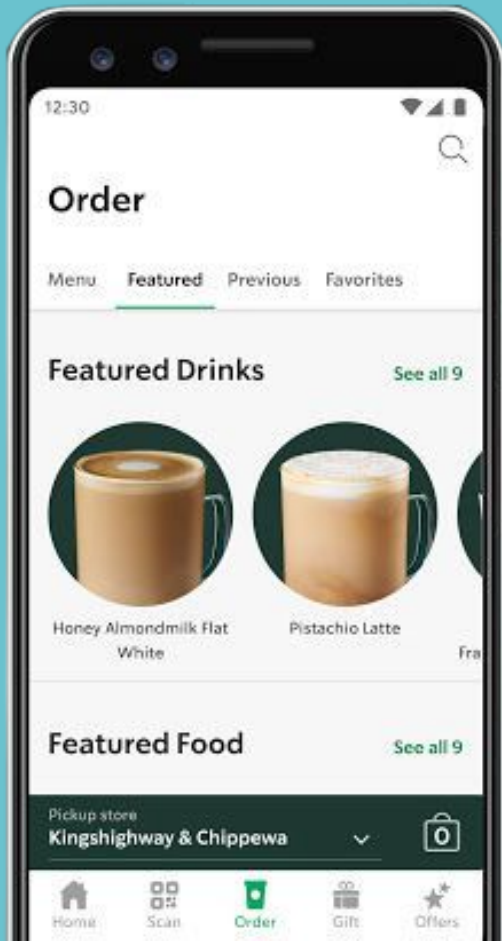 12:30
Order
Menu Featured Previous Favorites
Featured Drinks See all 9
Honey Almondmilk Flat
White
Pistachio Latte
Fra
Featured Food See all 9
Pickup store
Kingshighway & Chippewa
0
Home Scan Order Gift Offers